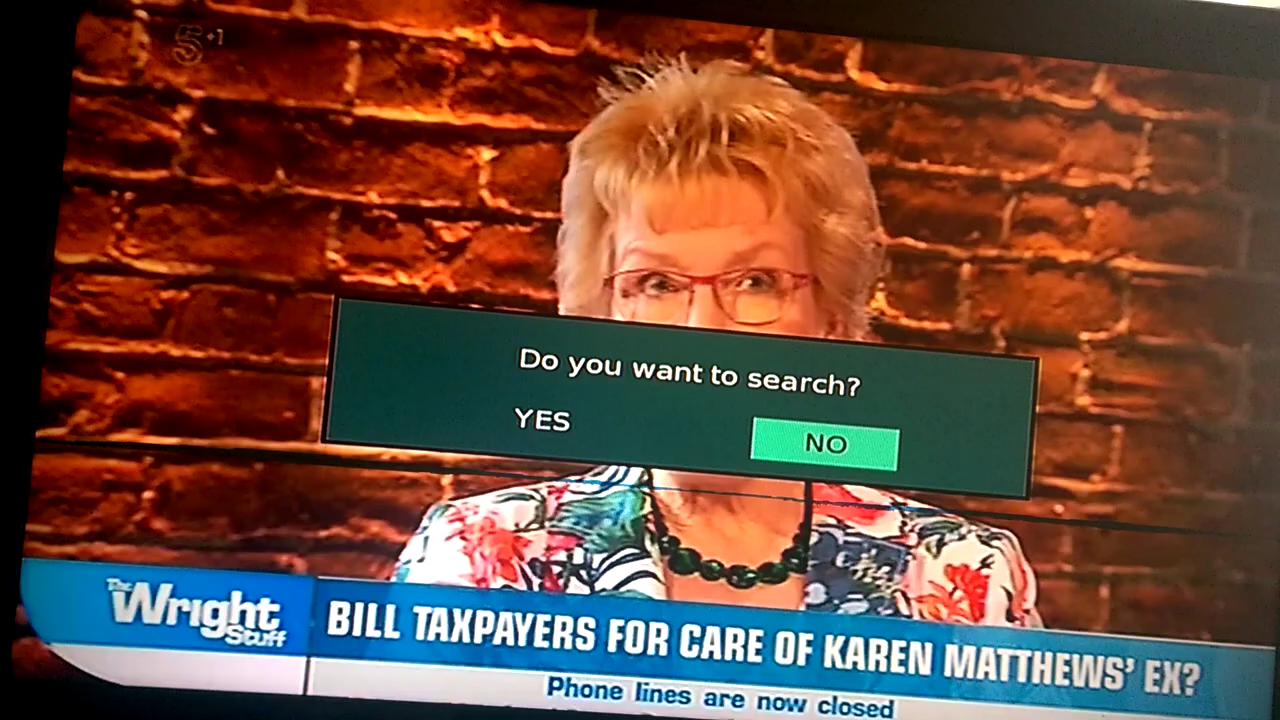 5 +1
Do you want to search?
YES
NO
The
Wright
Stuff
BILL TAXPAYERS FOR CARE OF KAREN MATTHEWS' EX?
Phone lines are now closed